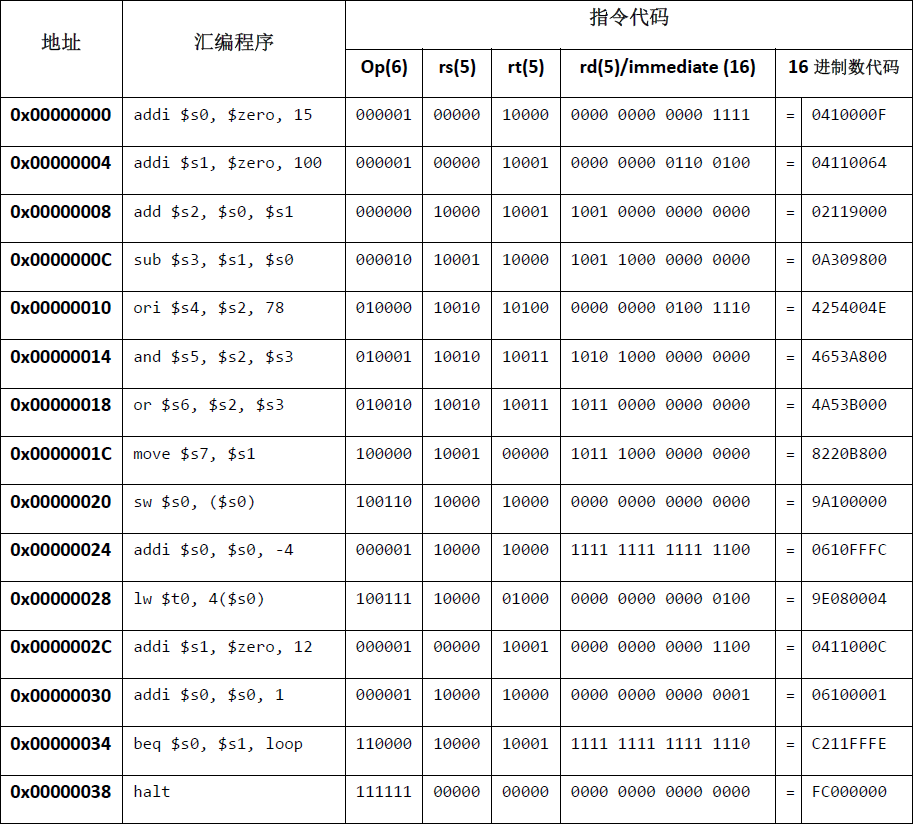 地址 汇编程序 指令代码
Op(6) rs(5) rt(5) rd(5)/immediate (16) 16 进制数代码
0x00000000 addi $s0, $zero, 15 000001 00000 10000 0000 0000 0000 1111 = 0410000F
0x00000004 addi $s1, $zero, 100 000001 00000 10001 0000 0000 0110 0100 = 04110064
0x00000008 add $s2, $s0, $s1 000000 10000 10001 1001 0000 0000 0000 = 02119000
0x0000000C sub $s3, $s1, $s0 000010 10001 10000 1001 1000 0000 0000 = 0A309800
0x00000010 ori $s4, $s2, 78 010000 10010 10100 0000 0000 0100 1110 = 4254004E
0x00000014 and $s5, $s2, $s3 010001 10010 10011 1010 1000 0000 0000 = 4653A800
0x00000018 or $s6, $s2, $s3 010010 10010 10011 1011 0000 0000 0000 = 4A53B000
0x0000001C move $s7, $s1 100000 10001 00000 1011 1000 0000 0000 = 8220B800
0x00000020 sw $s0, ($s0) 100110 10000 10000 0000 0000 0000 0000 = 9A100000
0x00000024 addi $s0, $s0, -4 000001 10000 10000 1111 1111 1111 1100 = 0610FFFC
0x00000028 lw $t0, 4($s0) 100111 10000 01000 0000 0000 0000 0100 = 9E080004
0x0000002C addi $s1, $zero, 12 000001 00000 10001 0000 0000 0000 1100 = 0411000C
0x00000030 addi $s0, $s0, 1 000001 10000 10000 0000 0000 0000 0001 = 06100001
0x00000034 beq $s0, $s1, loop 110000 10000 10001 1111 1111 1111 1110 = C211FFFE
0x00000038 halt 111111 00000 00000 0000 0000 0000 0000 = FC000000